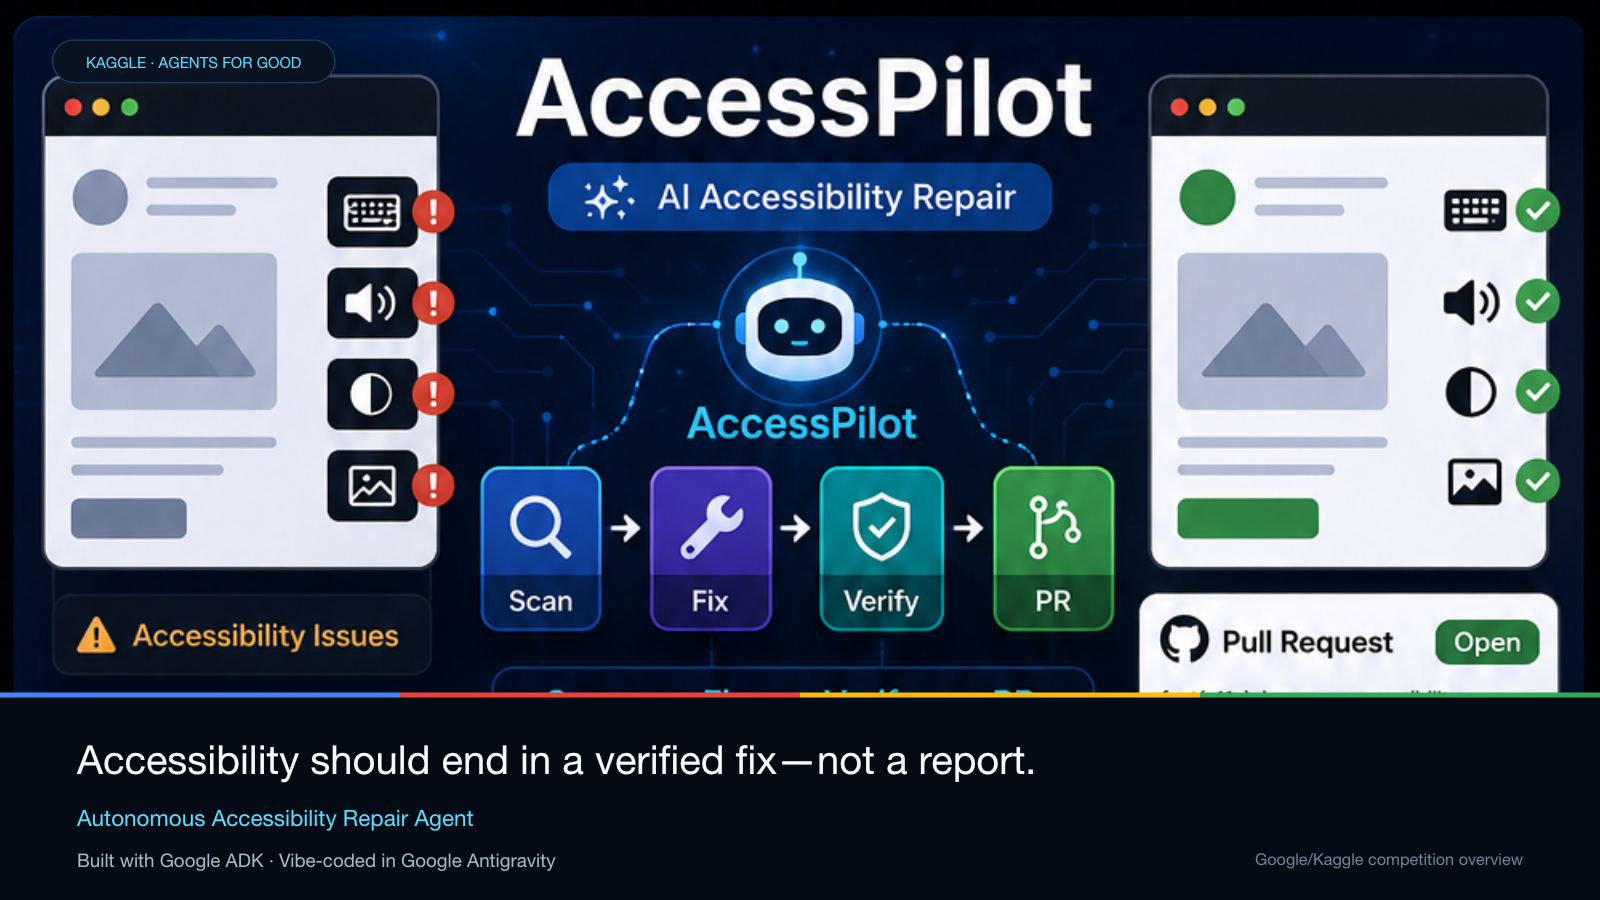 KAGGLE · AGENTS FOR GOOD
AccessPilot
AI Accessibility Repair
AccessPilot
Scan
Fix
Verify
PR
Accessibility Issues
Pull Request
Open
Accessibility should end in a verified fix—not a report.
Autonomous Accessibility Repair Agent
Built with Google ADK · Vibe-coded in Google Antigravity
Google/Kaggle competition overview